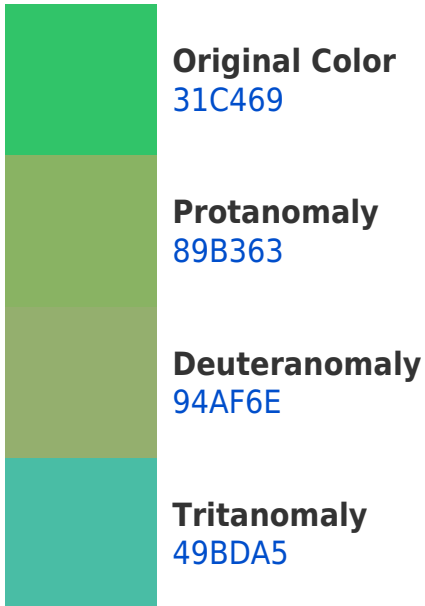 Original Color
31C469
Protanomaly
89B363
Deuteranomaly
94AF6E
Tritanomaly
49BDA5